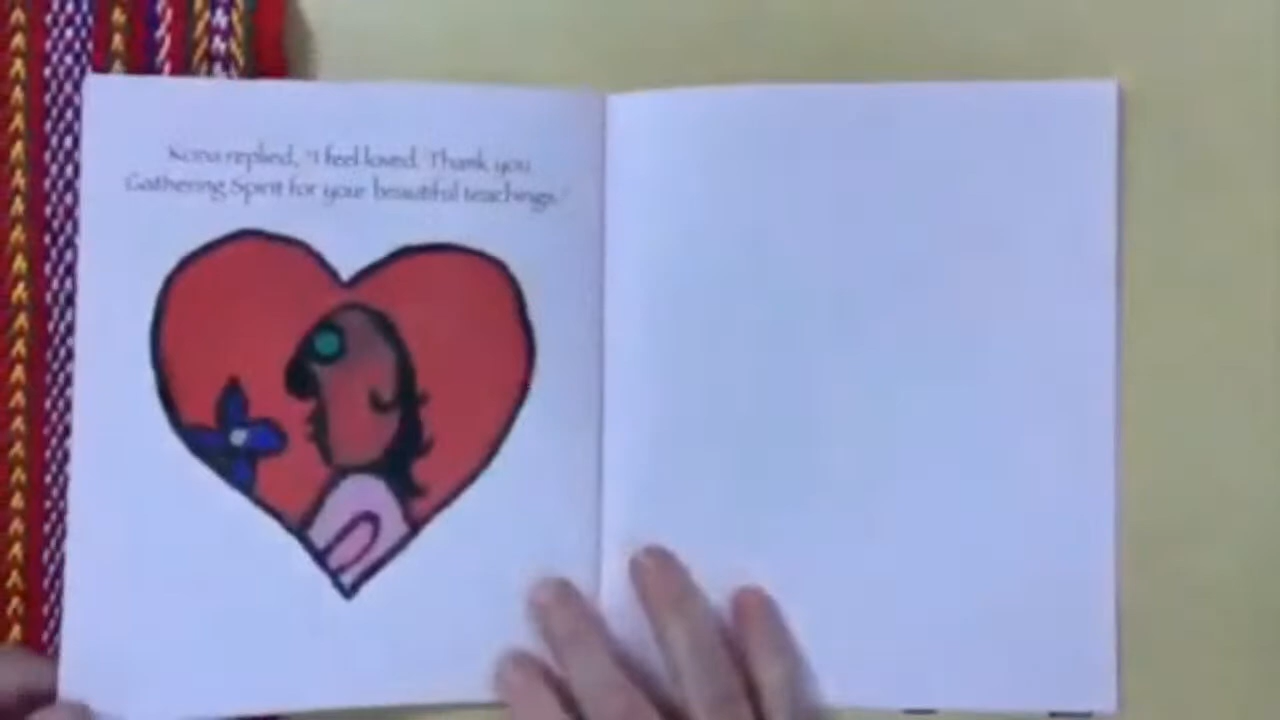 Kona replied, "I feel loved. Thank you
Gathering Spirit for your beautiful teachings."